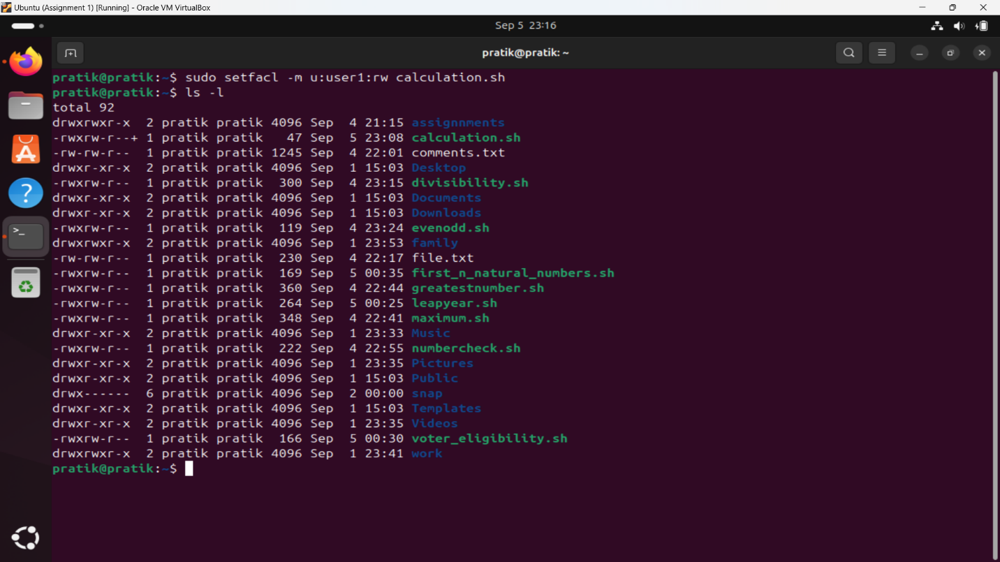 Ubuntu (Assignment 1) [Running] - Oracle VM VirtualBox
Sep 5 23:16
pratik@pratik: ~
pratik@pratik:~$ sudo setfacl -m u:user1:rw calculation.sh
pratik@pratik:~$ ls -l
total 92
drwxrwxr-x  2 pratik pratik 4096 Sep  4 21:15 assignnments
-rwxrw-r--+ 1 pratik pratik   47 Sep  5 23:08 calculation.sh
-rw-rw-r--  1 pratik pratik 1245 Sep  4 22:01 comments.txt
drwxr-xr-x  2 pratik pratik 4096 Sep  1 15:03 Desktop
-rwxrw-r--  1 pratik pratik  300 Sep  4 23:15 divisibility.sh
drwxr-xr-x  2 pratik pratik 4096 Sep  1 15:03 Documents
drwxr-xr-x  2 pratik pratik 4096 Sep  1 15:03 Downloads
-rwxrw-r--  1 pratik pratik  119 Sep  4 23:24 evenodd.sh
drwxrwxr-x  2 pratik pratik 4096 Sep  1 23:53 family
-rw-rw-r--  1 pratik pratik  230 Sep  4 22:17 file.txt
-rwxrw-r--  1 pratik pratik  169 Sep  5 00:35 first_n_natural_numbers.sh
-rwxrw-r--  1 pratik pratik  360 Sep  4 22:44 greatestnumber.sh
-rwxrw-r--  1 pratik pratik  264 Sep  5 00:25 leapyear.sh
-rwxrw-r--  1 pratik pratik  348 Sep  4 22:41 maximum.sh
drwxr-xr-x  2 pratik pratik 4096 Sep  1 23:33 Music
-rwxrw-r--  1 pratik pratik  222 Sep  4 22:55 numbercheck.sh
drwxr-xr-x  2 pratik pratik 4096 Sep  1 23:35 Pictures
drwxr-xr-x  2 pratik pratik 4096 Sep  1 15:03 Public
drwx------  6 pratik pratik 4096 Sep  2 00:00 snap
drwxr-xr-x  2 pratik pratik 4096 Sep  1 15:03 Templates
drwxr-xr-x  2 pratik pratik 4096 Sep  1 23:35 Videos
-rwxrw-r--  1 pratik pratik  166 Sep  5 00:30 voter_eligibility.sh
drwxrwxr-x  2 pratik pratik 4096 Sep  1 23:41 work
pratik@pratik:~$